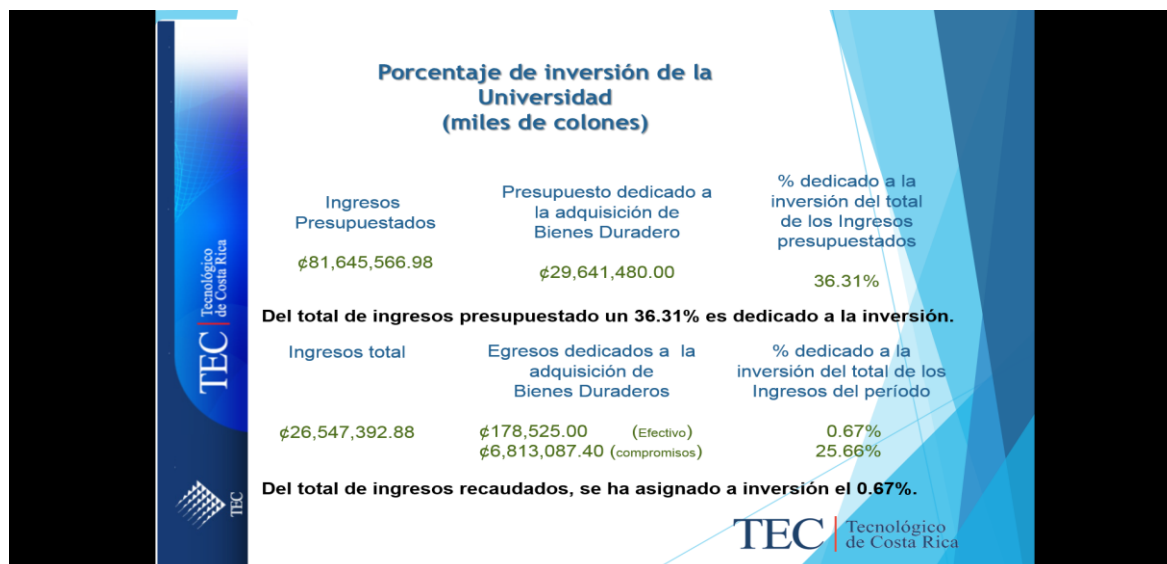 Porcentaje de inversión de la
Universidad
(miles de colones)
Ingresos
Presupuestados
Presupuesto dedicado a
la adquisición de
Bienes Duradero
% dedicado a la
inversión del total
de los Ingresos
presupuestados
¢81,645,566.98
¢29,641,480.00
36.31%
Del total de ingresos presupuestado un 36.31% es dedicado a la inversión.
Ingresos total
Egresos dedicados a la
adquisición de
Bienes Duraderos
% dedicado a la
inversión del total de los
Ingresos del período
¢26,547,392.88
¢178,525.00 (Efectivo)
¢6,813,087.40 (compromisos)
0.67%
25.66%
Del total de ingresos recaudados, se ha asignado a inversión el 0.67%.
TEC
Tecnológico
de Costa Rica
TEC
TEC
Tecnológico
de Costa Rica